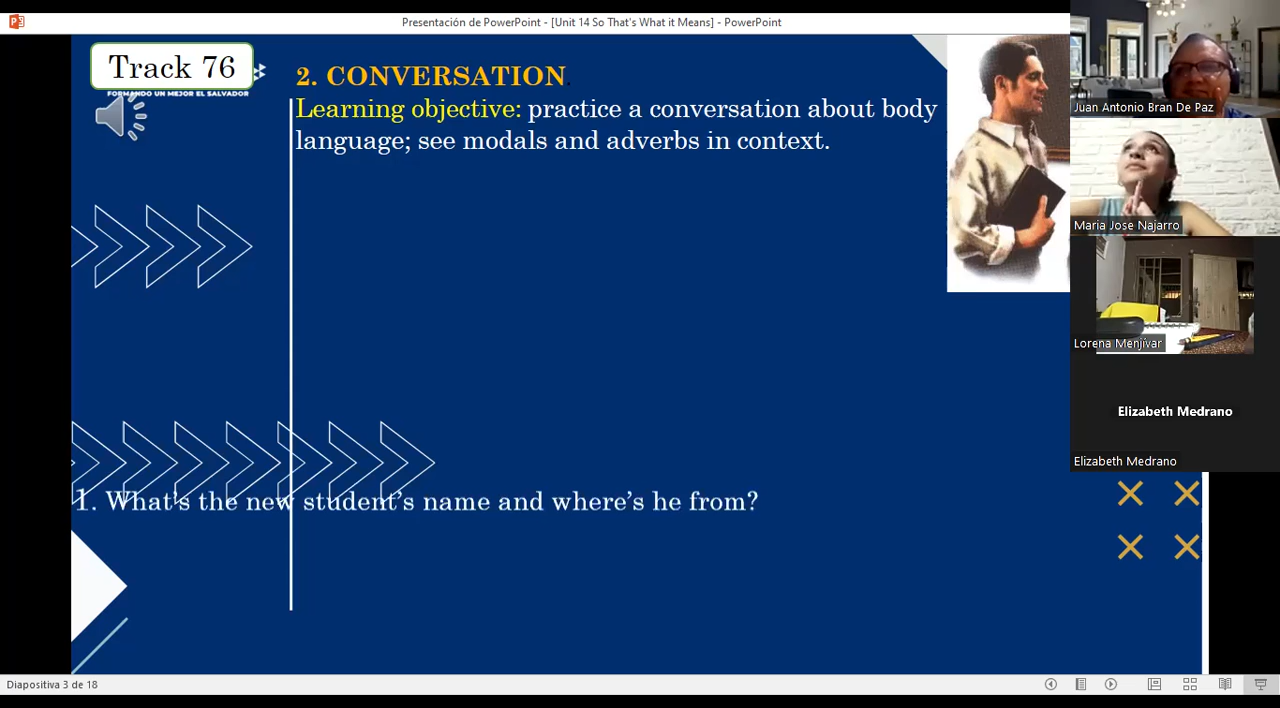 Presentación de PowerPoint - [Unit 14 So That's What it Means] - PowerPoint
Track 76
FORMANDO UN MEJOR EL SALVADOR
2. CONVERSATION
Learning objective: practice a conversation about body
language; see modals and adverbs in context.
1. What's the new student's name and where's he from?
Juan Antonio Bran De Paz
Maria Jose Najarro
Lorena Menjivar
Elizabeth Medrano
Elizabeth Medrano
Diapositiva 3 de 18